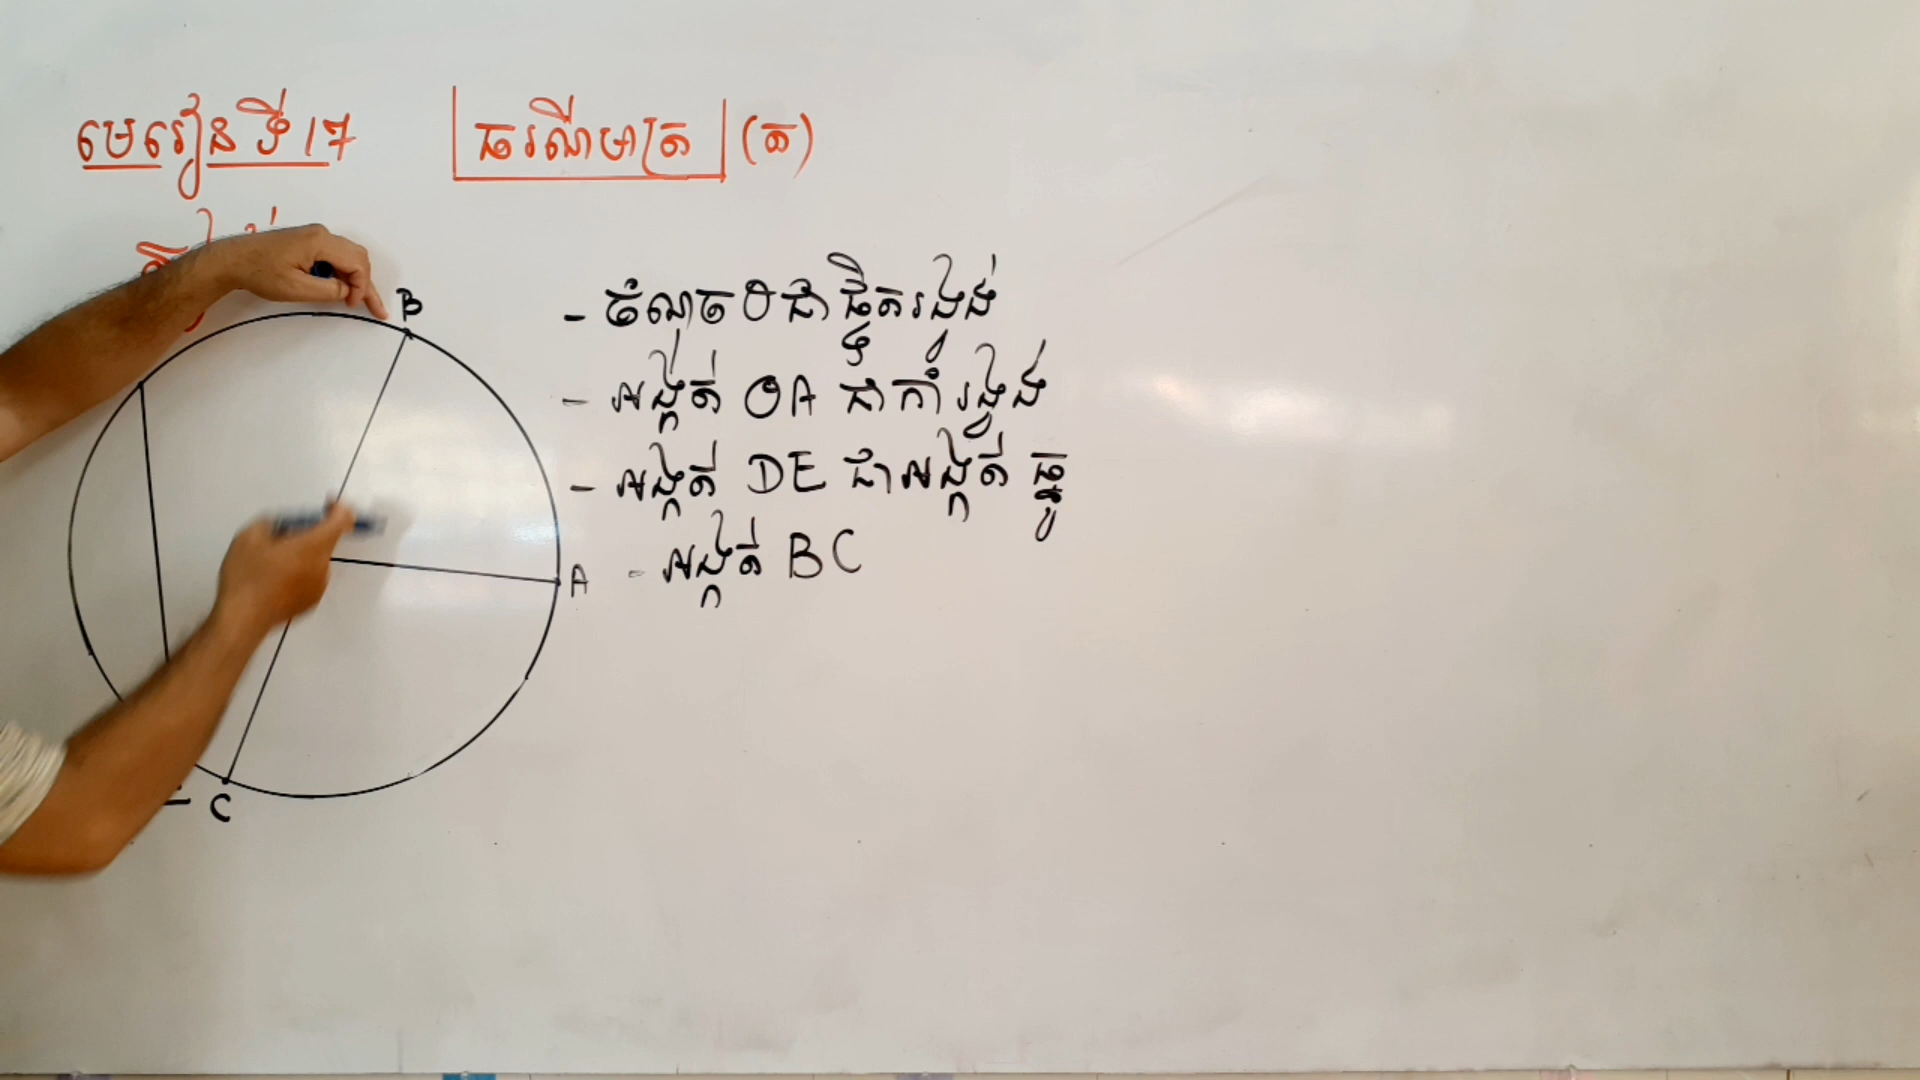 មេរៀនទី 17 ធរណីមាត្រ (ត)
B
- ចំណុច O ជាផ្ចិតរង្វង់
- អង្កត់ OA ជាកាំរង្វង់
- អង្កត់ DE ជាអង្កត់ធ្នូ
A - អង្កត់ BC
C